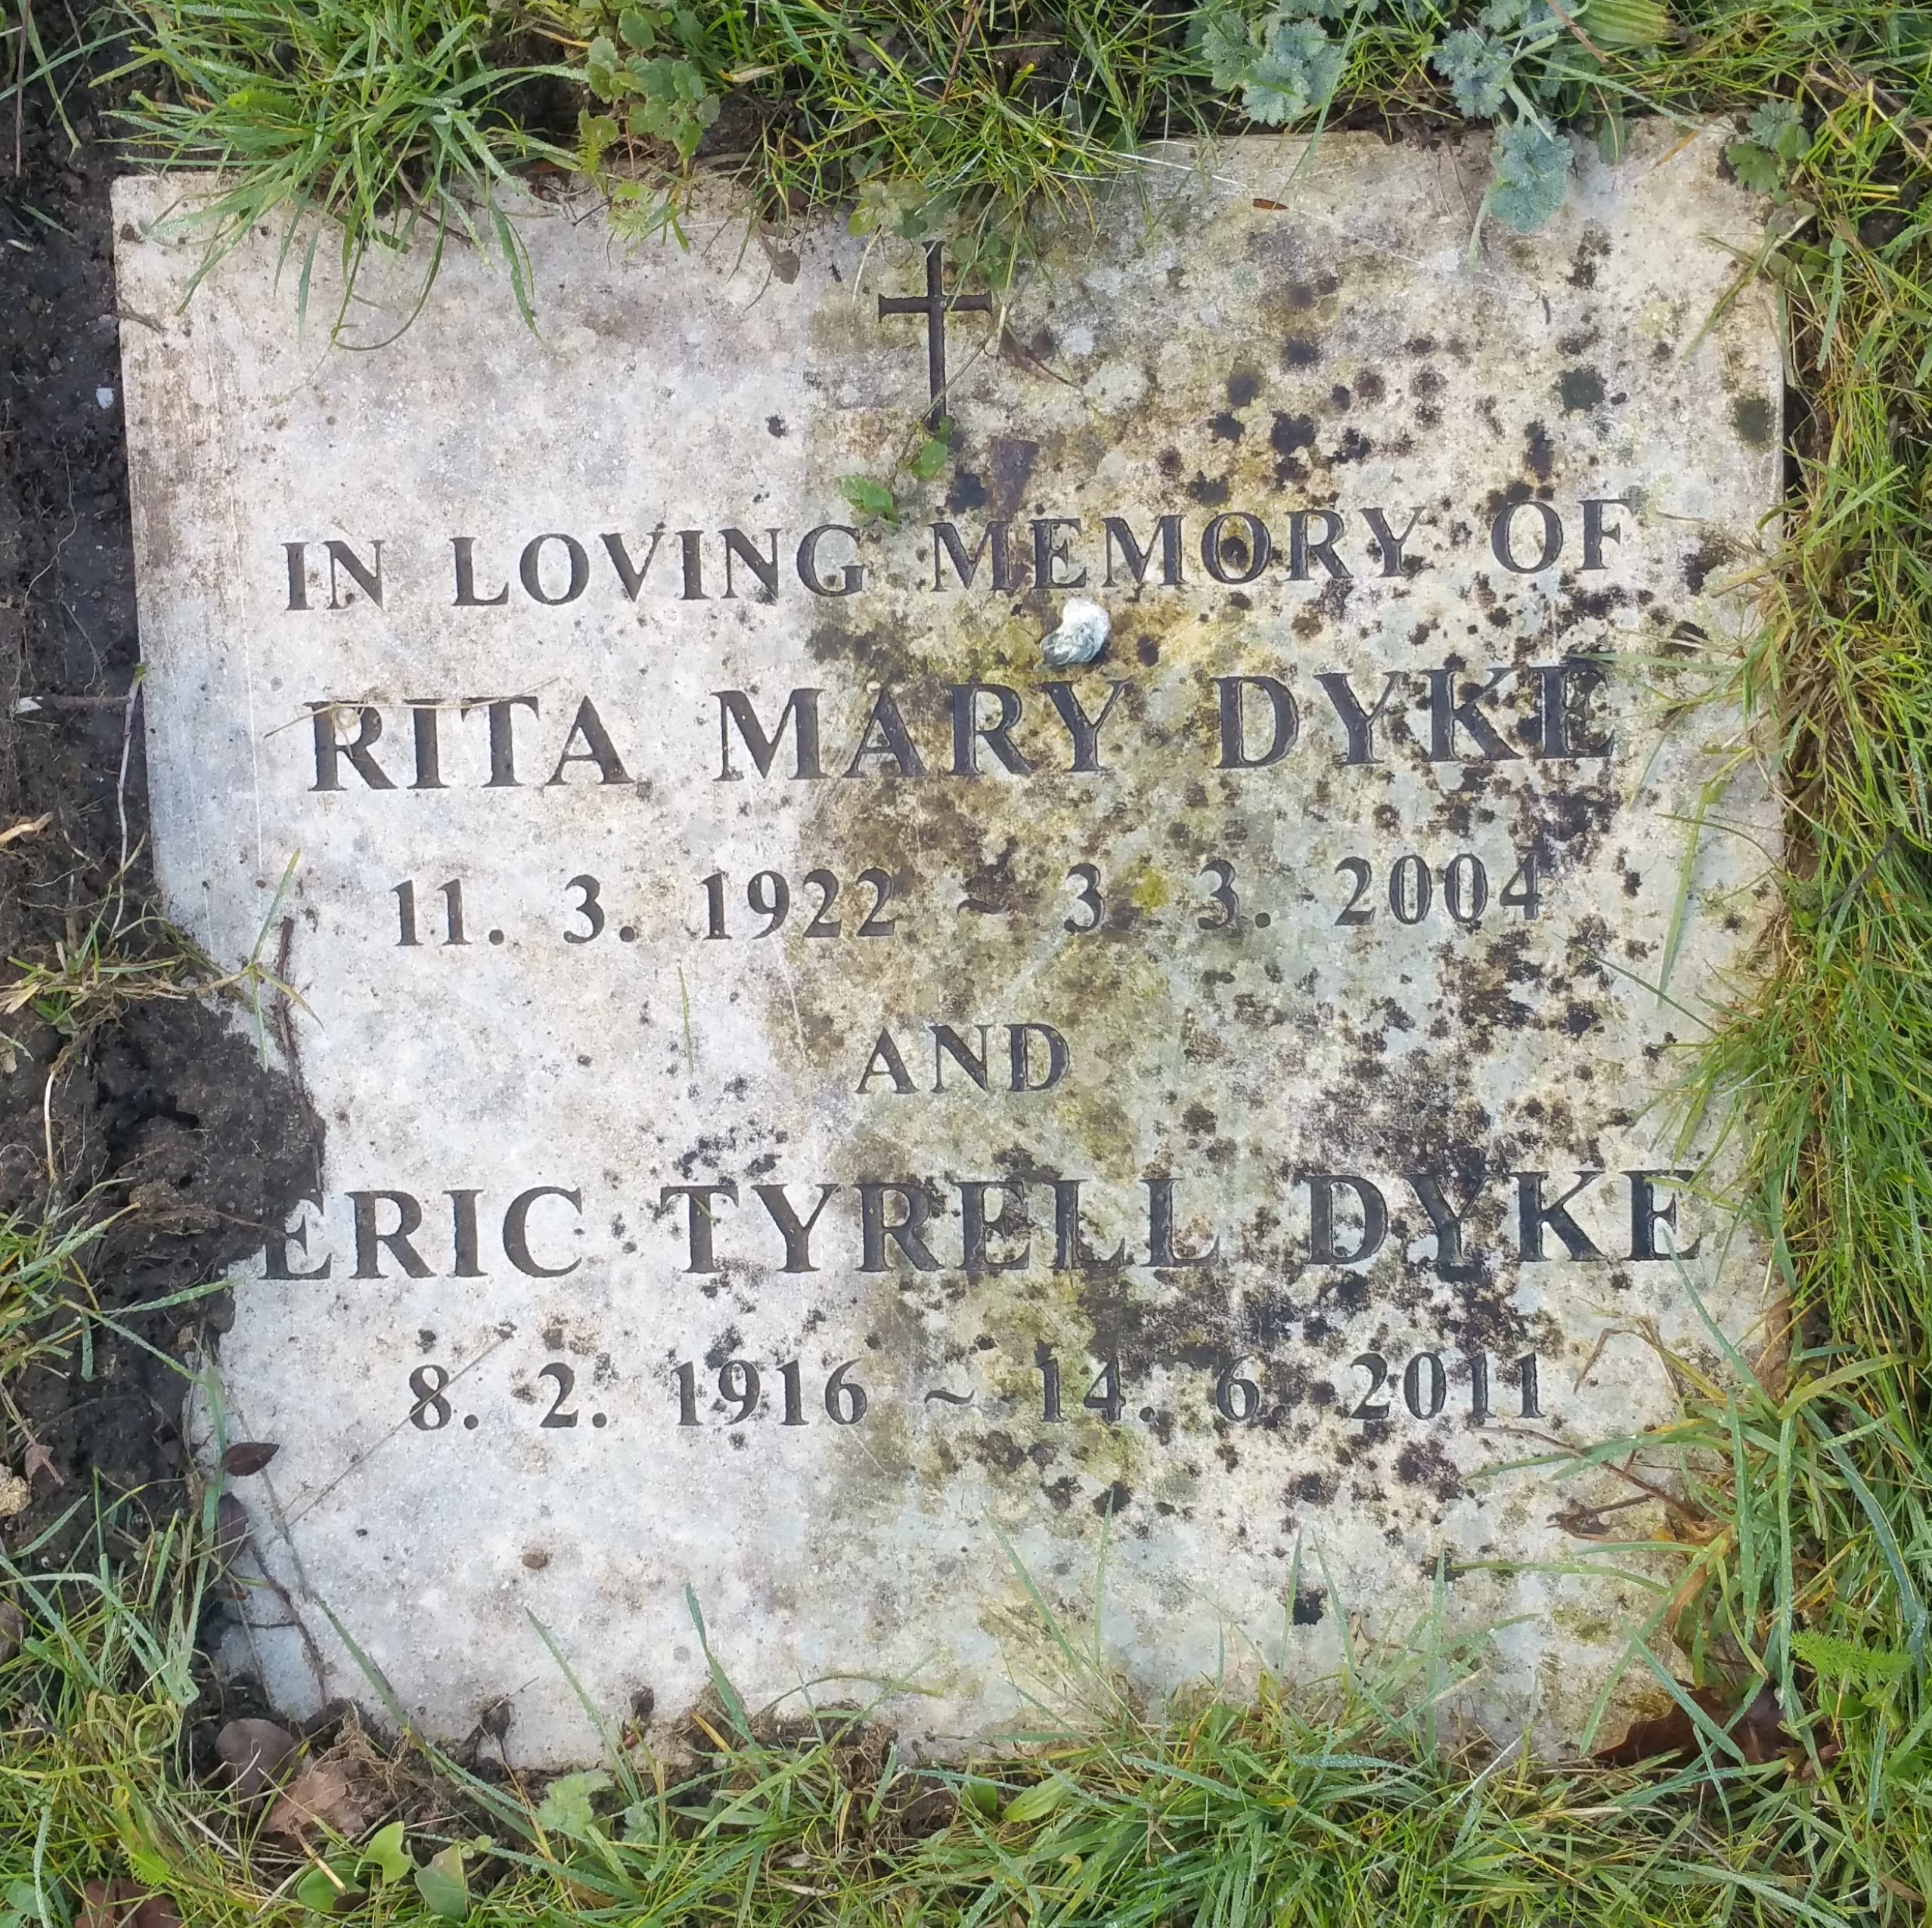 IN LOVING MEMORY OF
RITA MARY DYKE
11. 3. 1922 ~ 3 3. 2004
AND
ERIC TYRELL DYKE
8. 2. 1916 ~ 14. 6. 2011